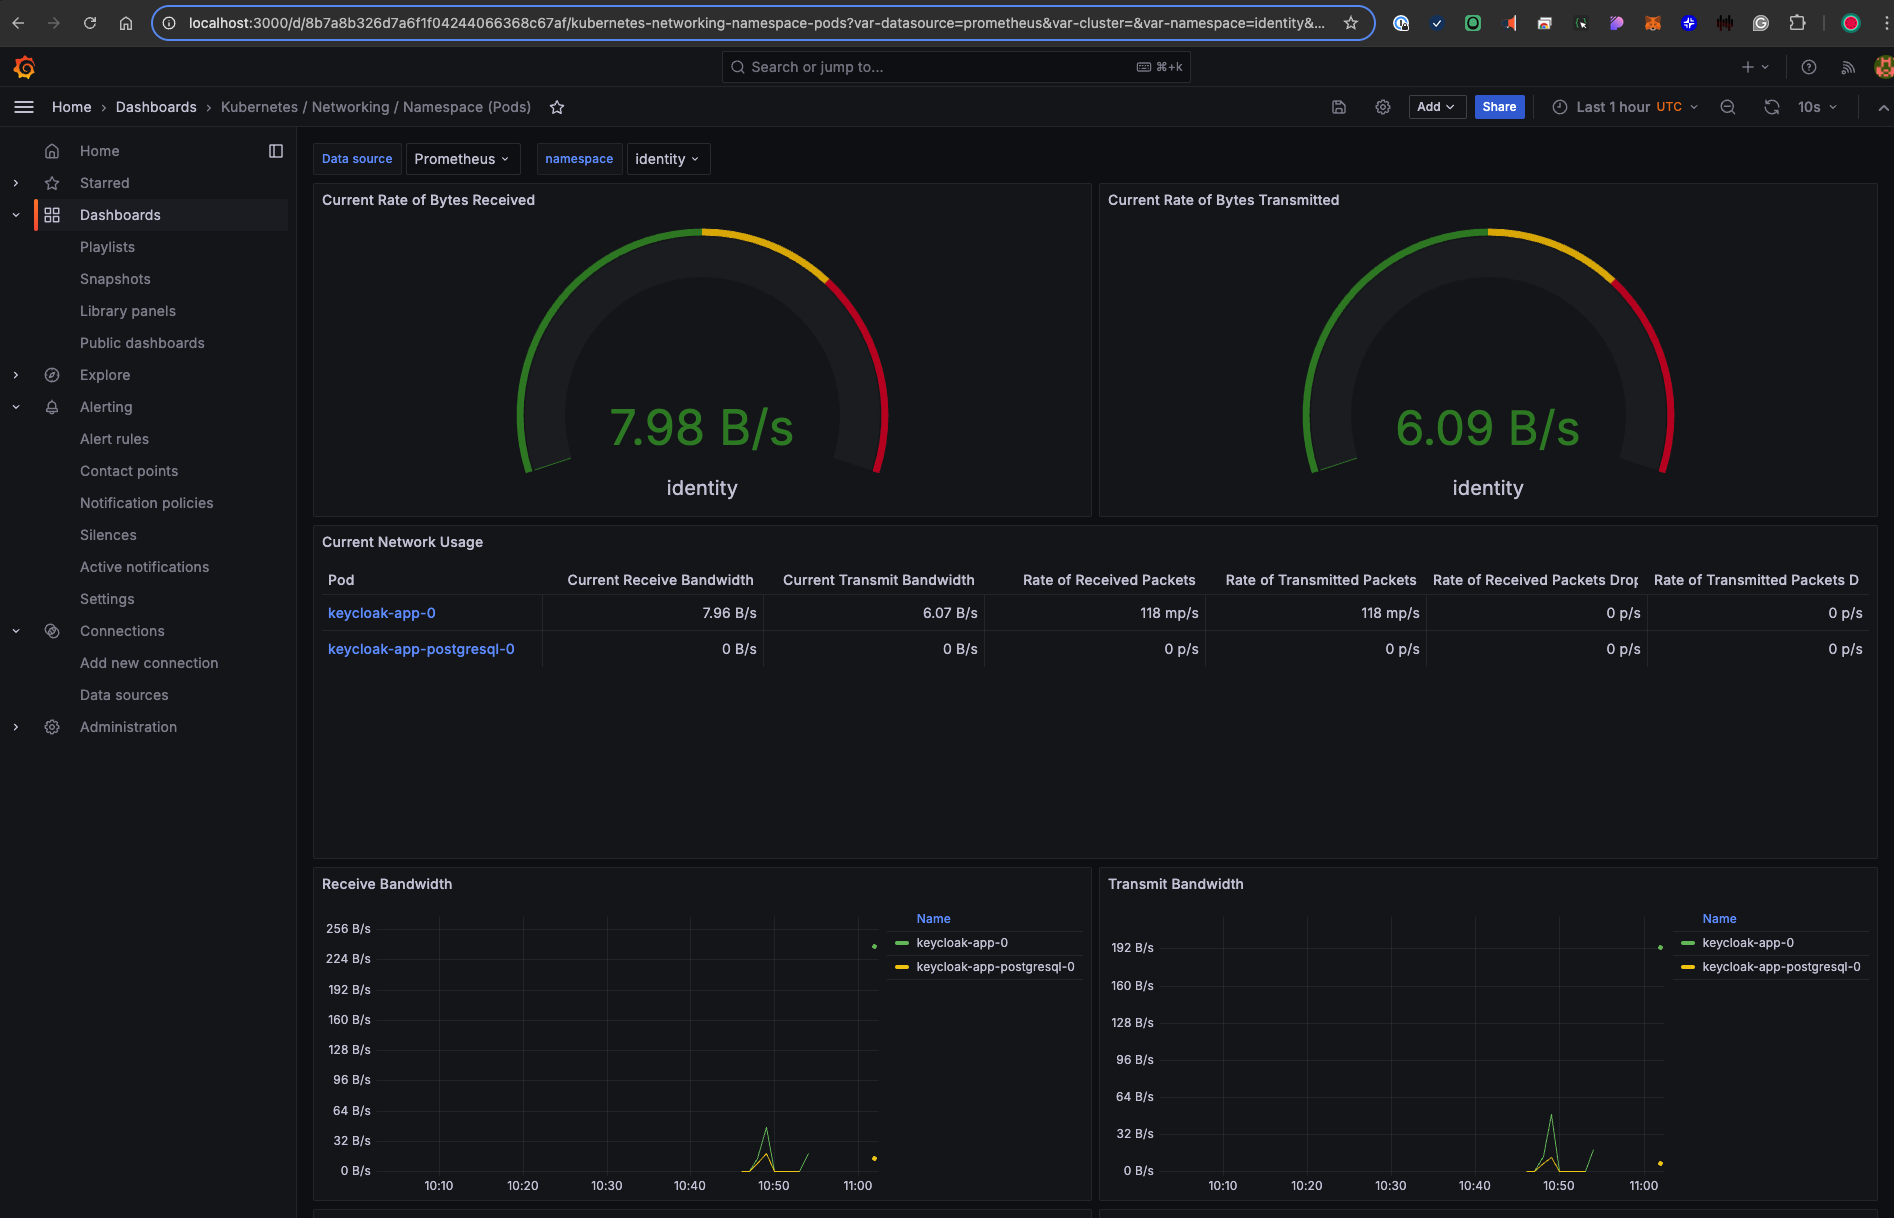 localhost:3000/d/8b7a8b326d7a6f1f04244066368c67af/kubernetes-networking-namespace-pods?var-datasource=prometheus&var-cluster=&var-namespace=identity&...
Search or jump to... ⌘+k
Home › Dashboards › Kubernetes / Networking / Namespace (Pods)
Add
Share
Last 1 hour UTC
10s
Home
Starred
Dashboards
Playlists
Snapshots
Library panels
Public dashboards
Explore
Alerting
Alert rules
Contact points
Notification policies
Silences
Active notifications
Settings
Connections
Add new connection
Data sources
Administration
Data source Prometheus namespace identity
Current Rate of Bytes Received
7.98 B/s
identity
Current Rate of Bytes Transmitted
6.09 B/s
identity
Current Network Usage
Pod Current Receive Bandwidth Current Transmit Bandwidth Rate of Received Packets Rate of Transmitted Packets Rate of Received Packets Drop Rate of Transmitted Packets D
keycloak-app-0 7.96 B/s 6.07 B/s 118 mp/s 118 mp/s 0 p/s 0 p/s
keycloak-app-postgresql-0 0 B/s 0 B/s 0 p/s 0 p/s 0 p/s 0 p/s
Receive Bandwidth
256 B/s
224 B/s
192 B/s
160 B/s
128 B/s
96 B/s
64 B/s
32 B/s
0 B/s
10:10 10:20 10:30 10:40 10:50 11:00
Name
keycloak-app-0
keycloak-app-postgresql-0
Transmit Bandwidth
192 B/s
160 B/s
128 B/s
96 B/s
64 B/s
32 B/s
0 B/s
10:10 10:20 10:30 10:40 10:50 11:00
Name
keycloak-app-0
keycloak-app-postgresql-0